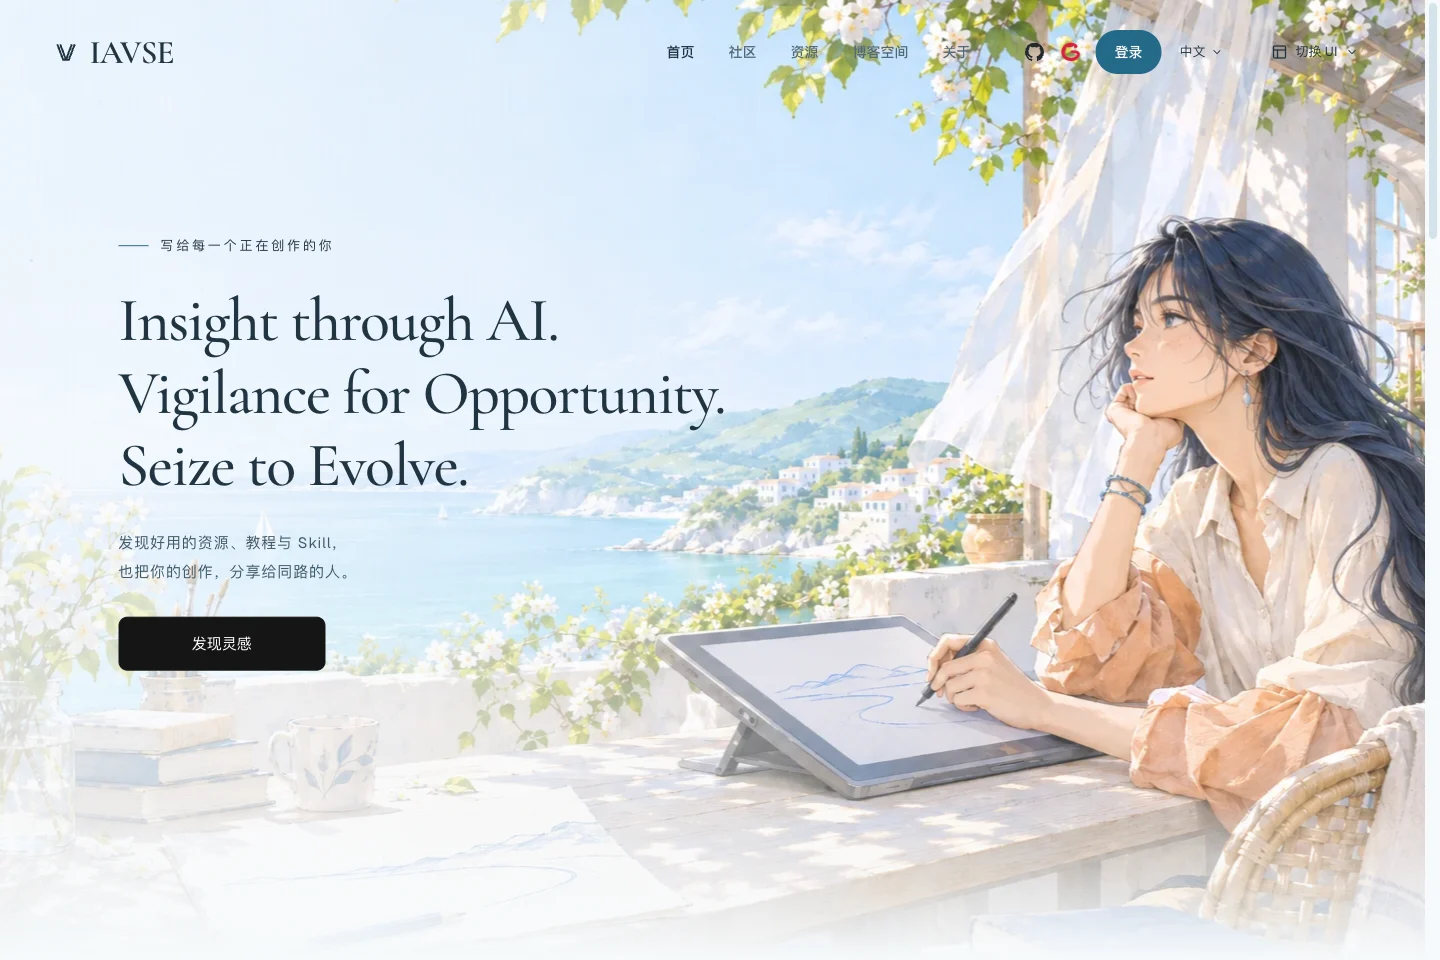 IAVSE
首页
社区
资源
博客空间
关于
登录
中文
切换 UI
写给每一个正在创作的你
Insight through AI.
Vigilance for Opportunity.
Seize to Evolve.
发现好用的资源、教程与 Skill，
也把你的创作，分享给同路的人。
发现灵感